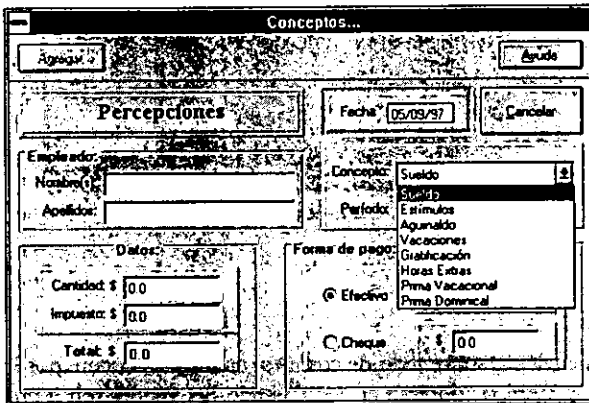 Conceptos...
Agregar
Ayuda
Percepciones
Fecha: 05/09/97
Cancelar
Empleado:
Nombre(s):
Apellidos:
Concepto: Sueldo
Período:
Sueldo
Estímulos
Aguinaldo
Vacaciones
Gratificación
Horas Extras
Prima Vacacional
Prima Dominical
Datos:
Cantidad: $ 0.0
Impuesto: $ 0.0
Total: $ 0.0
Forma de pago:
Efectivo
Cheque $ 0.0